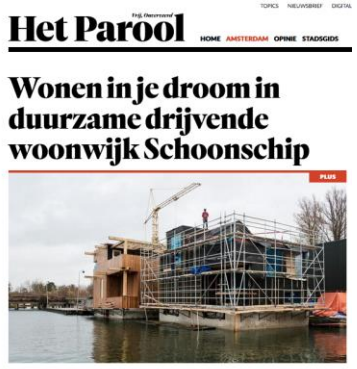 TOPICS NIEUWSBRIEF DIGITAL
Vrij, Onverveerd
Het Parool
HOME AMSTERDAM OPINIE STADSGIDS
Wonen in je droom in
duurzame drijvende
woonwijk Schoonschip
PLUS